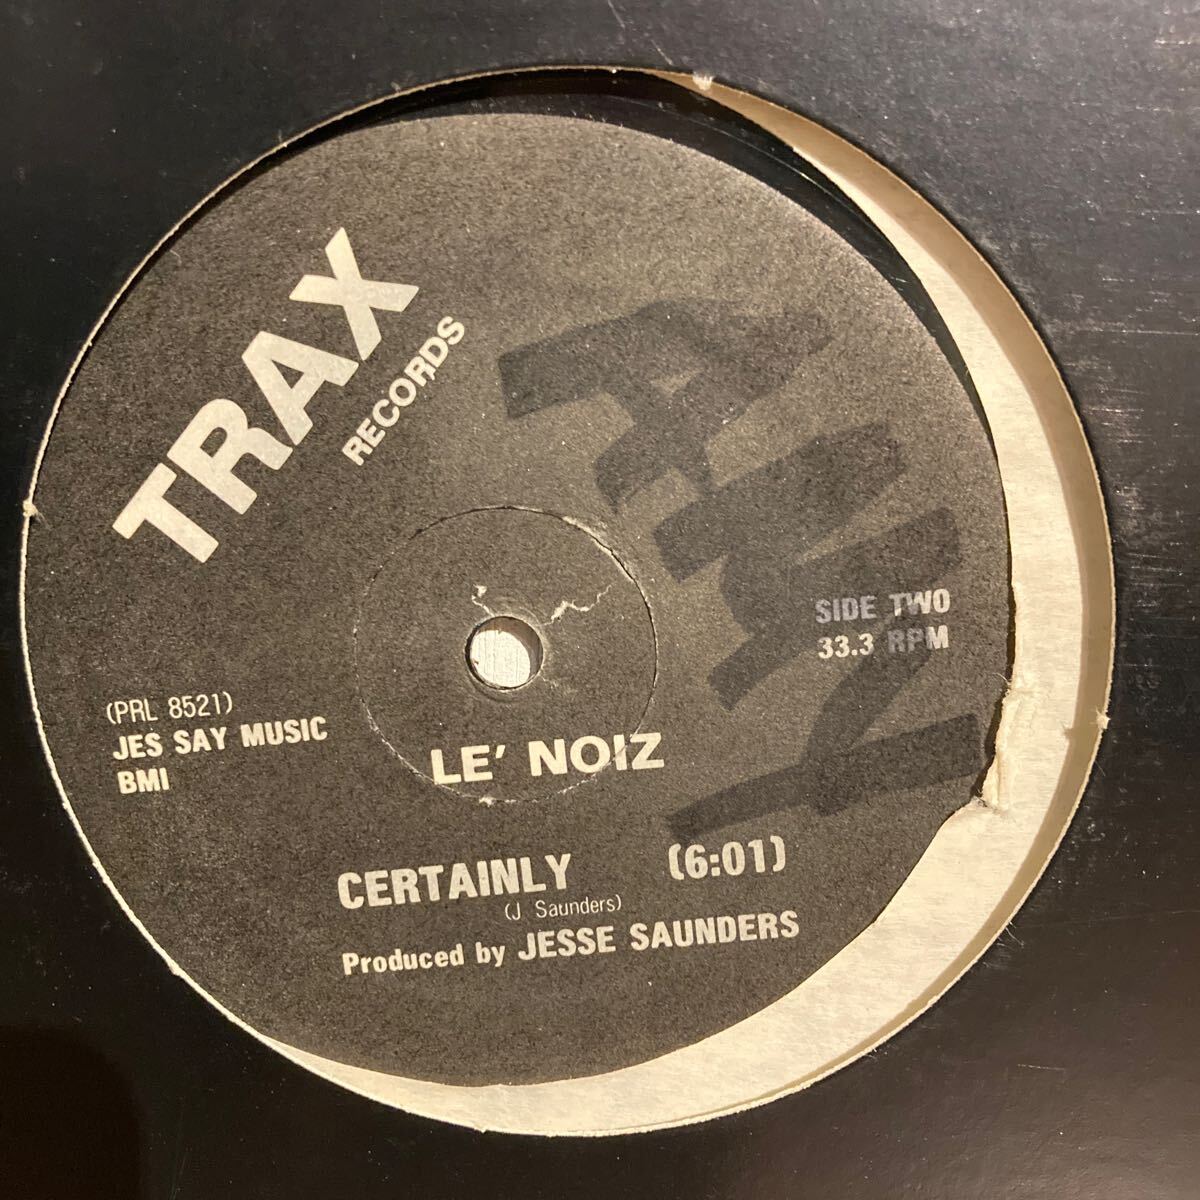 TRAX
RECORDS
SIDE TWO
33.3 RPM
(PRL 8521)
JES SAY MUSIC
BMI
LE' NOIZ
CERTAINLY (6:01)
(J Saunders)
Produced by JESSE SAUNDERS